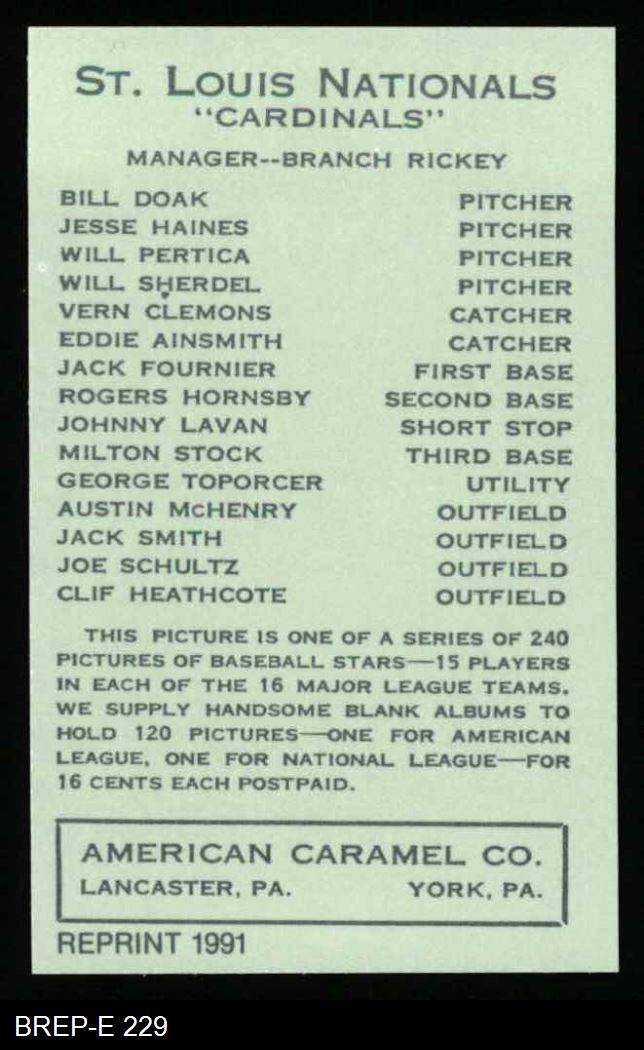 ST. LOUIS NATIONALS
"CARDINALS"
MANAGER--BRANCH RICKEY
BILL DOAK PITCHER
JESSE HAINES PITCHER
WILL PERTICA PITCHER
WILL SHERDEL PITCHER
VERN CLEMONS CATCHER
EDDIE AINSMITH CATCHER
JACK FOURNIER FIRST BASE
ROGERS HORNSBY SECOND BASE
JOHNNY LAVAN SHORT STOP
MILTON STOCK THIRD BASE
GEORGE TOPORCER UTILITY
AUSTIN McHENRY OUTFIELD
JACK SMITH OUTFIELD
JOE SCHULTZ OUTFIELD
CLIF HEATHCOTE OUTFIELD
THIS PICTURE IS ONE OF A SERIES OF 240
PICTURES OF BASEBALL STARS—15 PLAYERS
IN EACH OF THE 16 MAJOR LEAGUE TEAMS.
WE SUPPLY HANDSOME BLANK ALBUMS TO
HOLD 120 PICTURES—ONE FOR AMERICAN
LEAGUE, ONE FOR NATIONAL LEAGUE—FOR
16 CENTS EACH POSTPAID.
AMERICAN CARAMEL CO.
LANCASTER, PA. YORK, PA.
REPRINT 1991
BREP-E 229